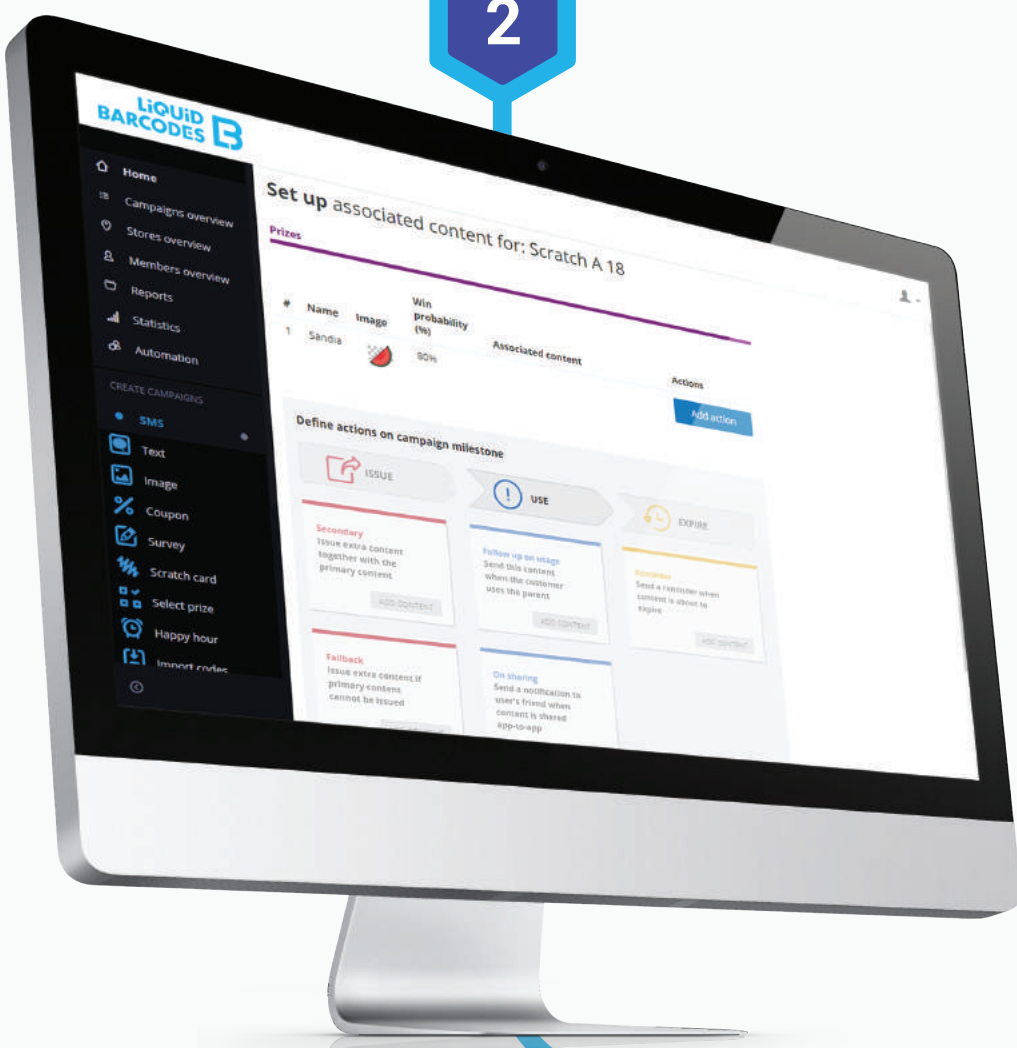 2
LiQUiD
BARCODES
Home
Campaigns overview
Stores overview
Members overview
Reports
Statistics
Automation
CREATE CAMPAIGNS
SMS
Text
Image
Coupon
Survey
Scratch card
Select prize
Happy hour
Import codes
Set up associated content for: Scratch A 18
Prizes
# Name Image Win probability (%) Associated content Actions
1 Sandia 80% Add action
Define actions on campaign milestone
ISSUE
USE
EXPIRE
Secondary
Issue extra content
together with the
primary content
ADD CONTENT
Follow up on usage
Send this content
when the customer
uses the parent
ADD CONTENT
Reminder
Send a reminder when
content is about to
expire
ADD CONTENT
Fallback
Issue extra content if
primary content
cannot be issued
On sharing
Send a notification to
user's friend when
content is shared
app-to-app